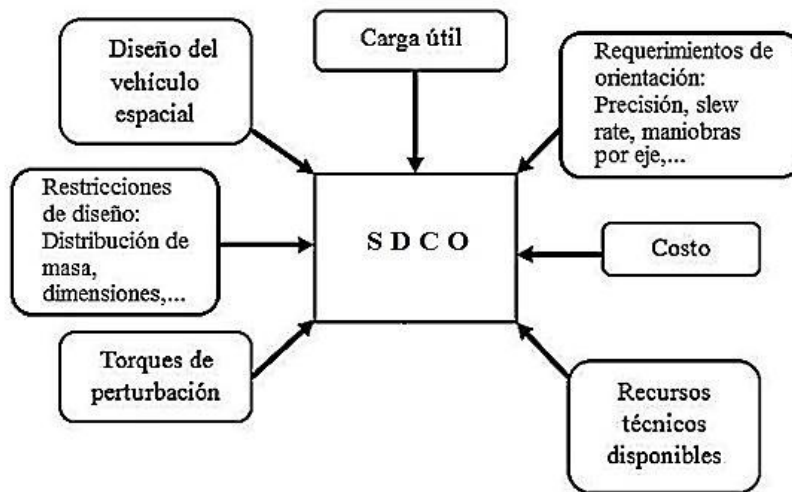 Diseño del
vehículo
espacial
Carga útil
Requerimientos de
orientación:
Precisión, slew
rate, maniobras
por eje,...
Restricciones
de diseño:
Distribución de
masa,
dimensiones,...
S D C O
Costo
Torques de
perturbación
Recursos
técnicos
disponibles